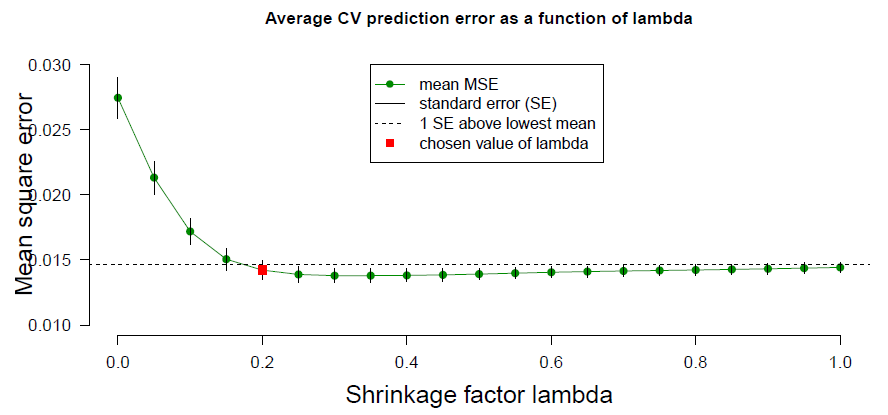 Average CV prediction error as a function of lambda
0.030
0.025
0.020
0.015
0.010
Mean square error
mean MSE
standard error (SE)
1 SE above lowest mean
chosen value of lambda
0.0 0.2 0.4 0.6 0.8 1.0
Shrinkage factor lambda